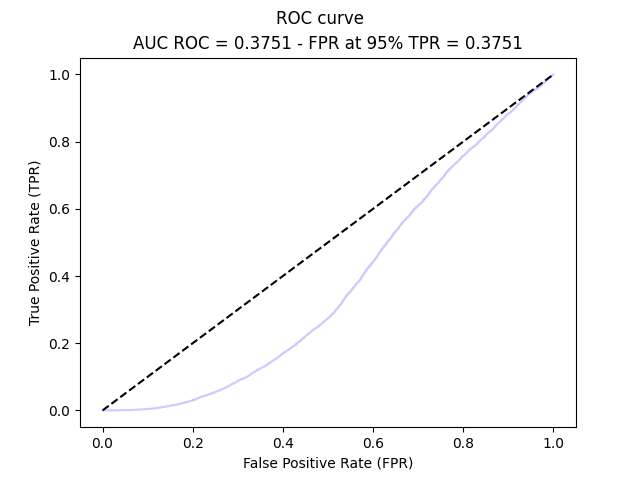 ROC curve
AUC ROC = 0.3751 - FPR at 95% TPR = 0.3751
1.0
0.8
0.6
0.4
0.2
0.0
True Positive Rate (TPR)
0.0 0.2 0.4 0.6 0.8 1.0
False Positive Rate (FPR)